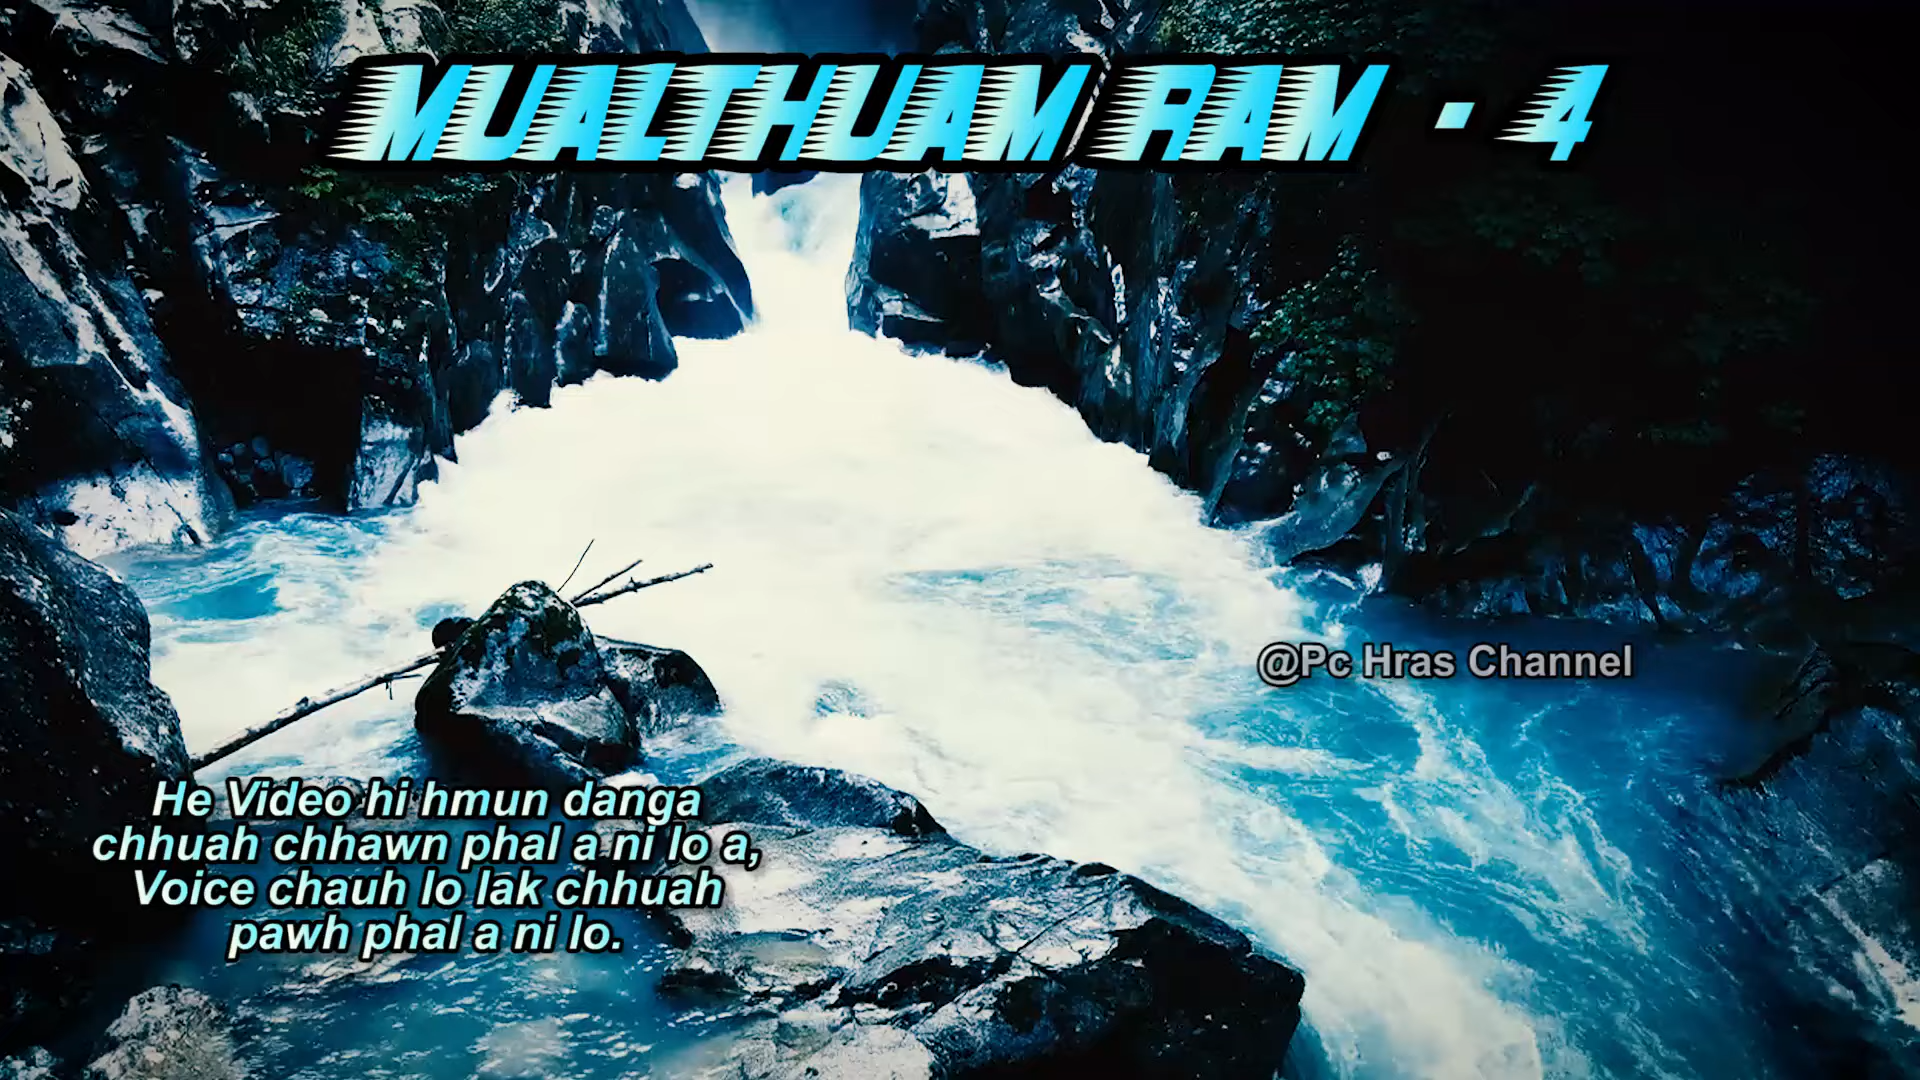 MUALTHUAM RAM - 4
@Pc Hras Channel
He Video hi hmun danga
chhuah chhawn phal a ni lo a,
Voice chauh lo lak chhuah
pawh phal a ni lo.